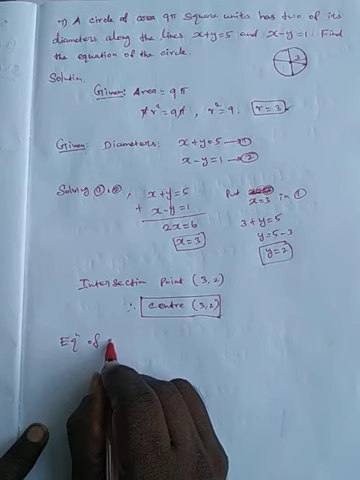 7) A circle of area 9π square units has two of its
diameters along the lines x+y=5 and x-y=1. Find
the equation of the circle.
Solution.
Given: Area = 9π
πr²=9π, r²=9. r=3
Given: Diameters: x+y=5 —①
x-y=1 —②
Solving ①,②, x+y=5 Put x=3 in ①
+ x-y=1 3+y=5
2x=6 y=5-3
x=3 y=2
Intersection Point (3,2)
∴ Centre (3,2)
Eqn of